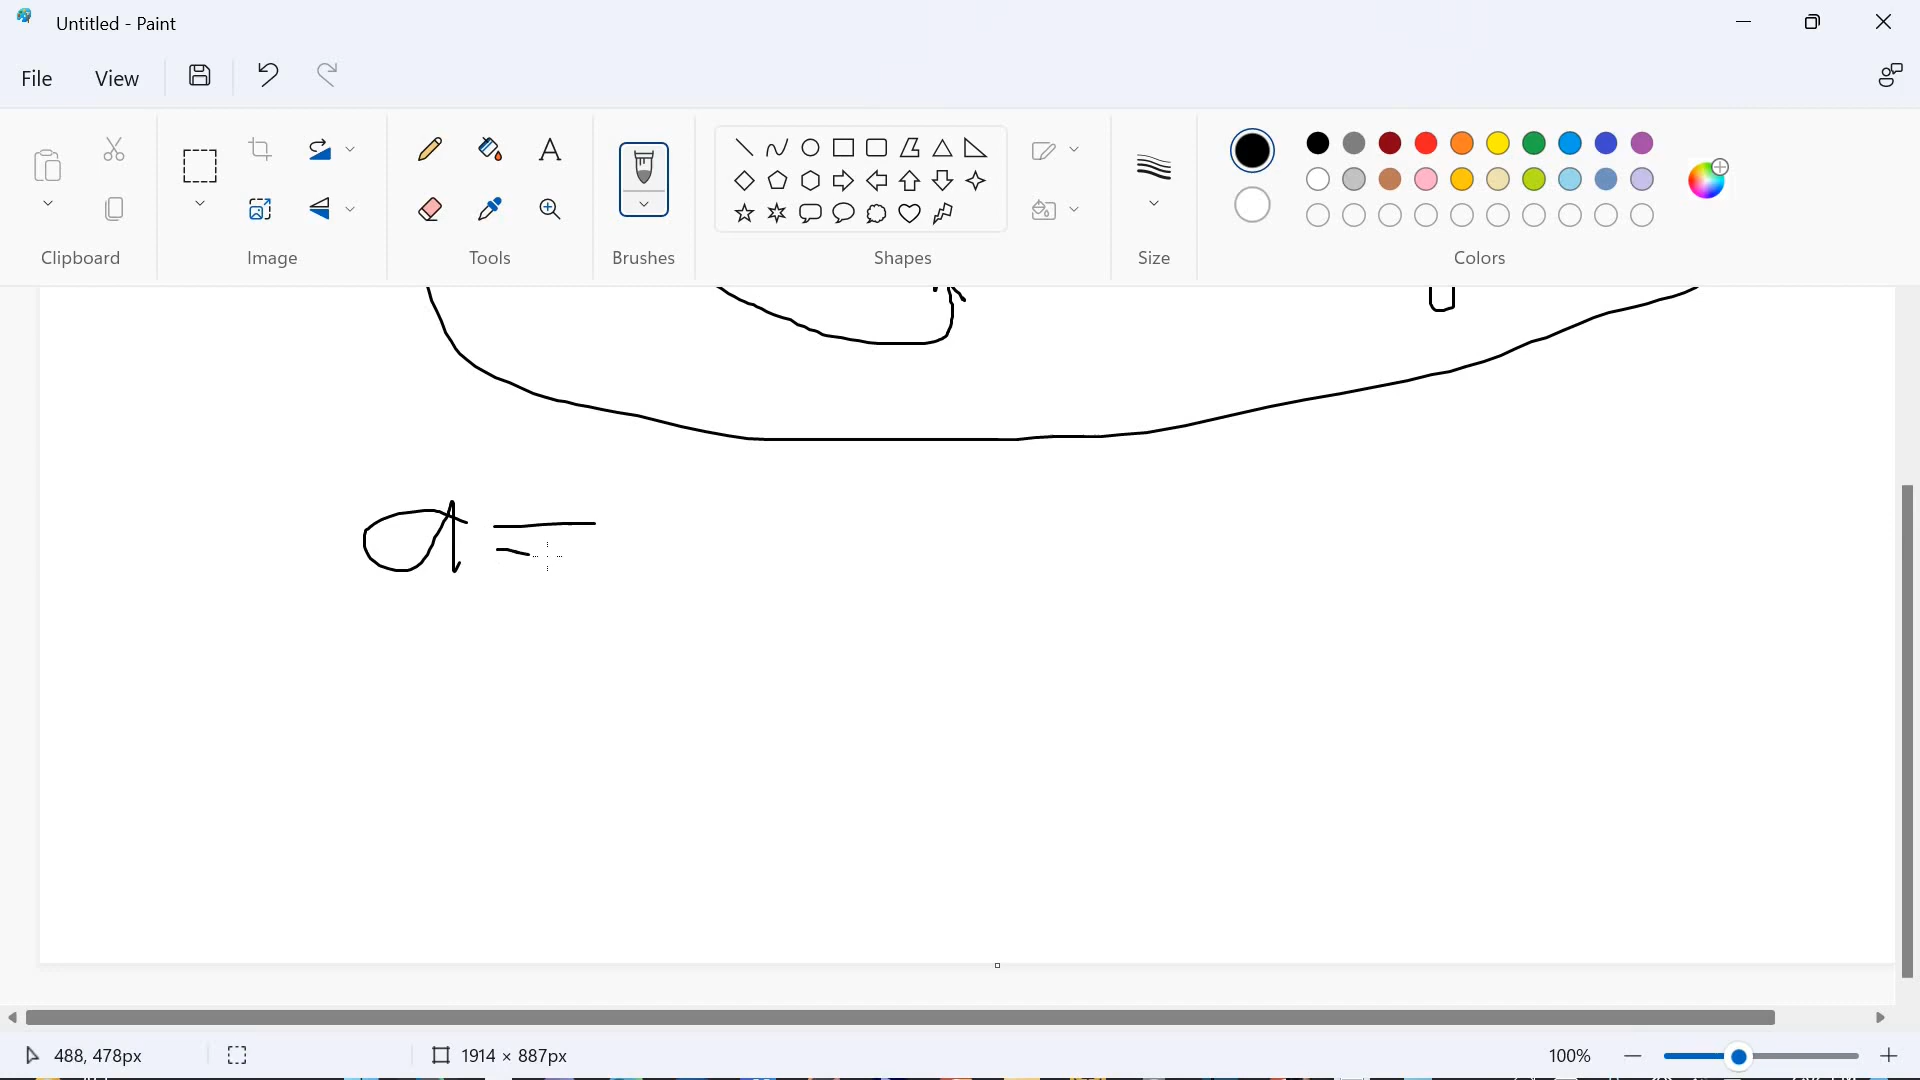 Untitled - Paint
File View
Clipboard Image Tools Brushes Shapes Size Colors
a =
488, 478px 1914 × 887px 100%